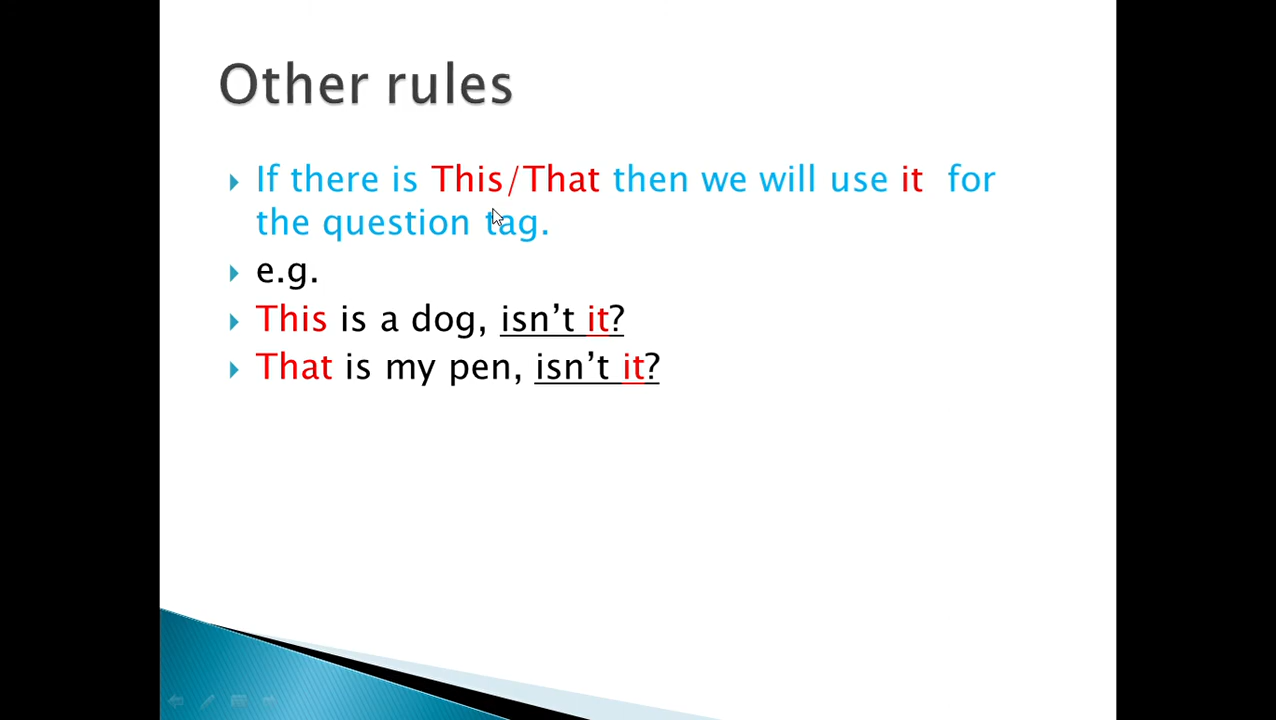 Other rules
If there is This/That then we will use it for
the question tag.
e.g.
This is a dog, isn’t it?
That is my pen, isn’t it?